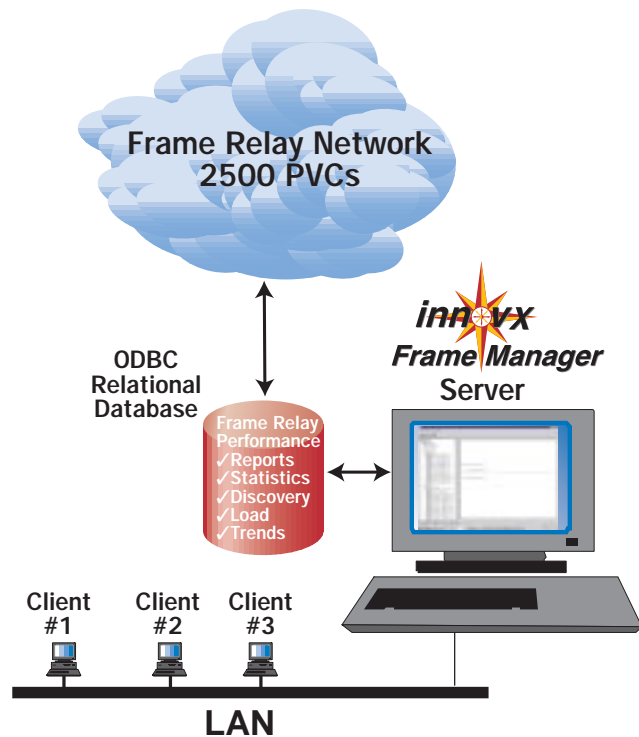 Frame Relay Network
2500 PVCs
innovx
Frame Manager
Server
ODBC
Relational
Database
Frame Relay
Performance
✓Reports
✓Statistics
✓Discovery
✓Load
✓Trends
Client
#1
Client
#2
Client
#3
LAN